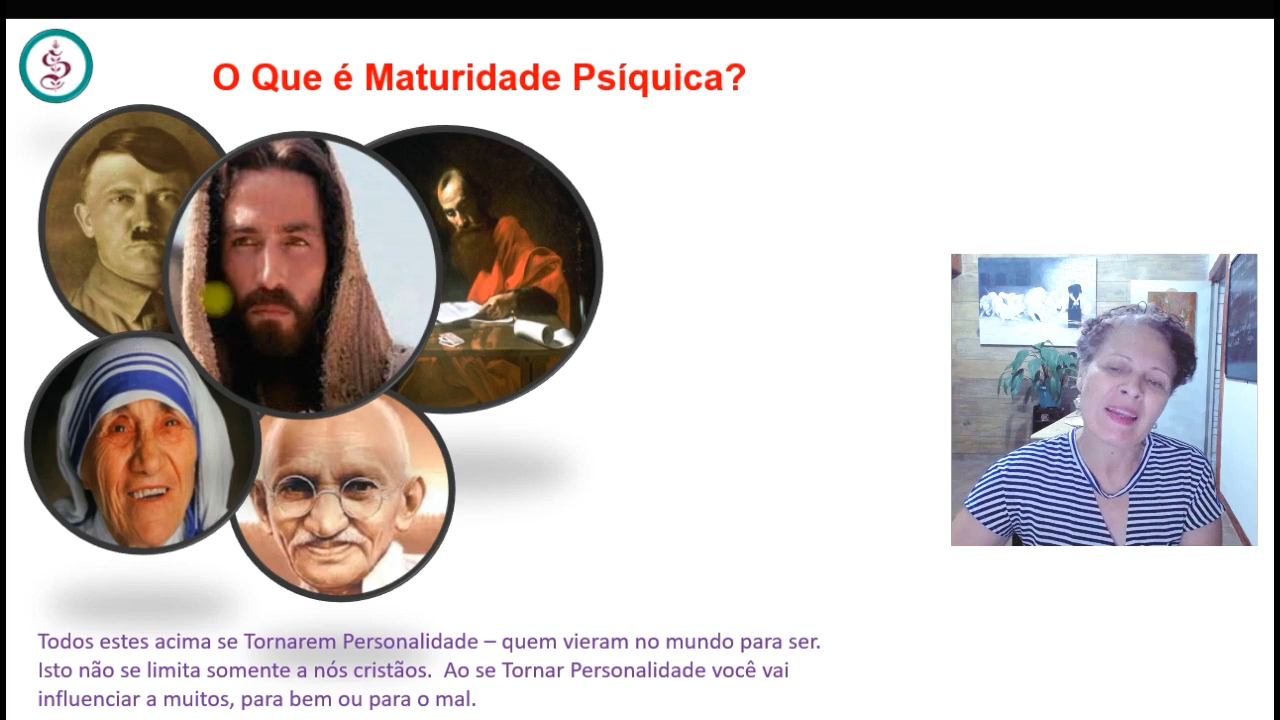 O Que é Maturidade Psíquica?
Todos estes acima se Tornarem Personalidade – quem vieram no mundo para ser.
Isto não se limita somente a nós cristãos.  Ao se Tornar Personalidade você vai
influenciar a muitos, para bem ou para o mal.